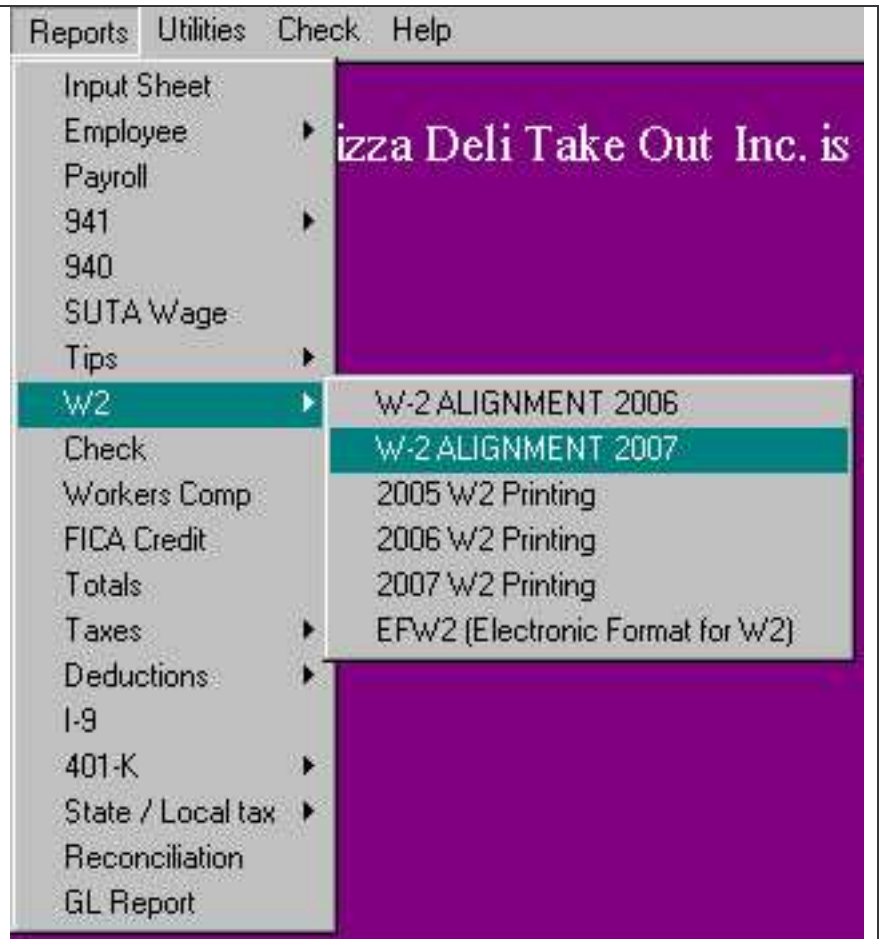 Reports Utilities Check Help
Input Sheet
Employee
izza Deli Take Out Inc. is
Payroll
941
940
SUTA Wage
Tips
W2
W-2 ALIGNMENT 2006
W-2 ALIGNMENT 2007
2005 W2 Printing
2006 W2 Printing
2007 W2 Printing
EFW2 (Electronic Format for W2)
Check
Workers Comp
FICA Credit
Totals
Taxes
Deductions
I-9
401-K
State / Local tax
Reconciliation
GL Report